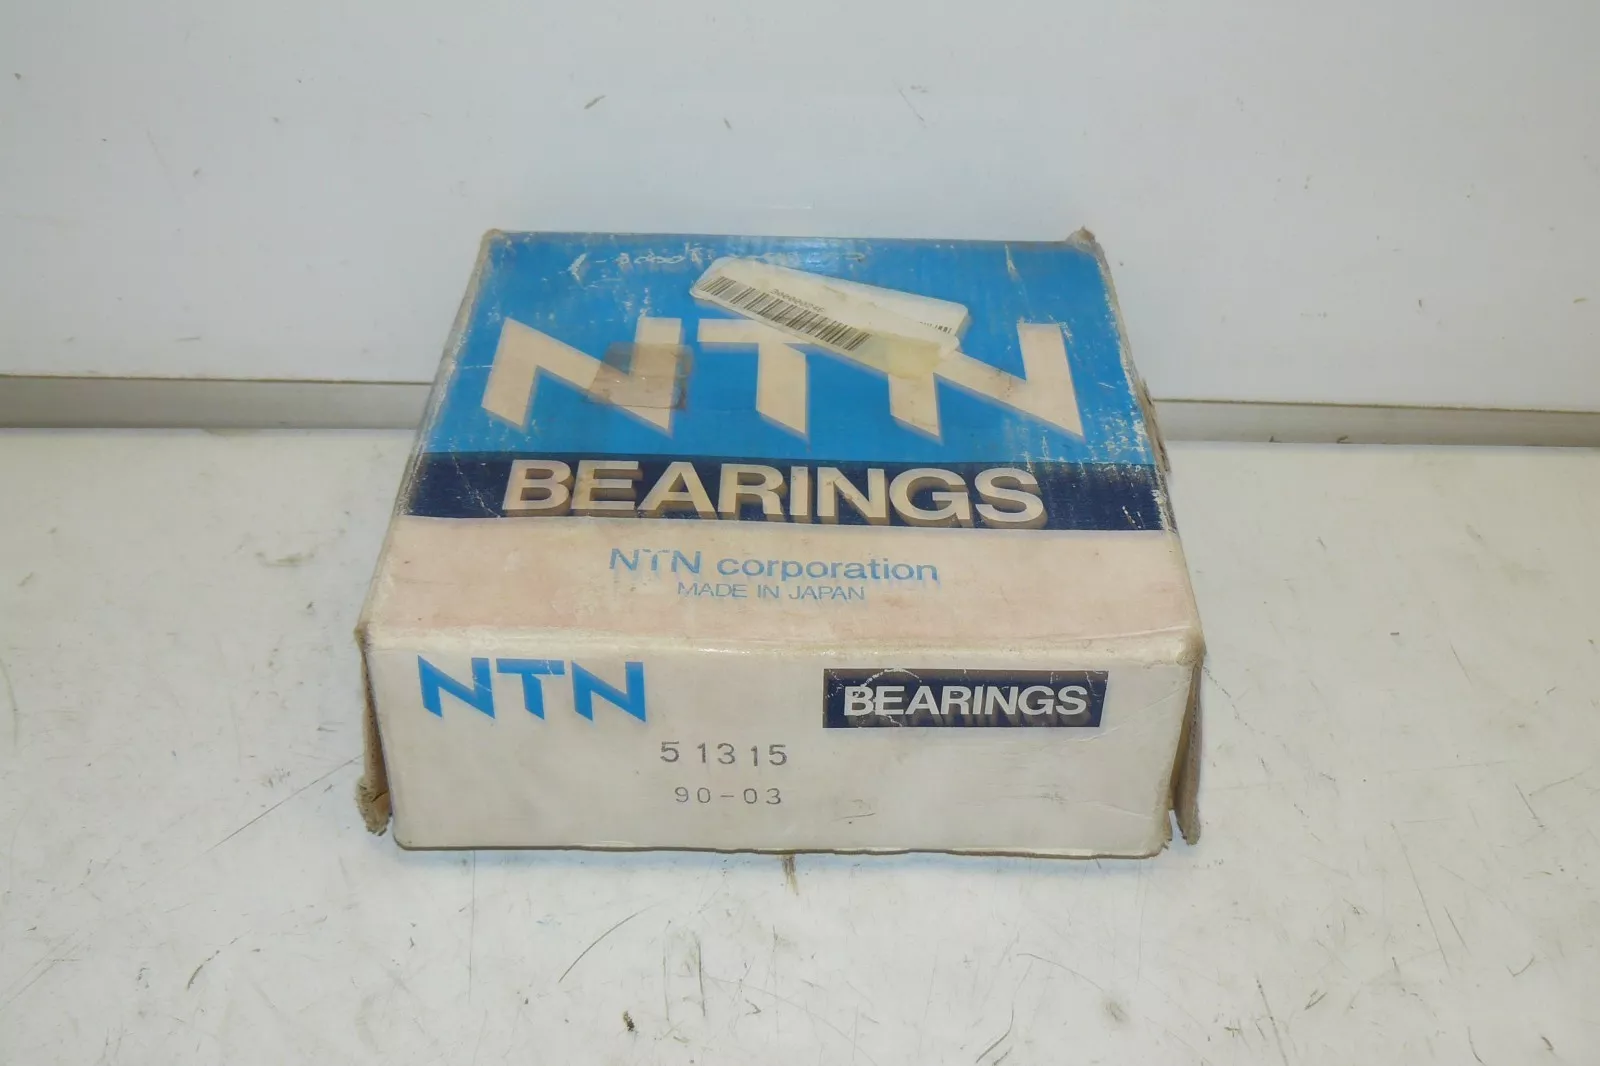 NTN
BEARINGS
NTN corporation
MADE IN JAPAN
NTN BEARINGS
51315
90-03